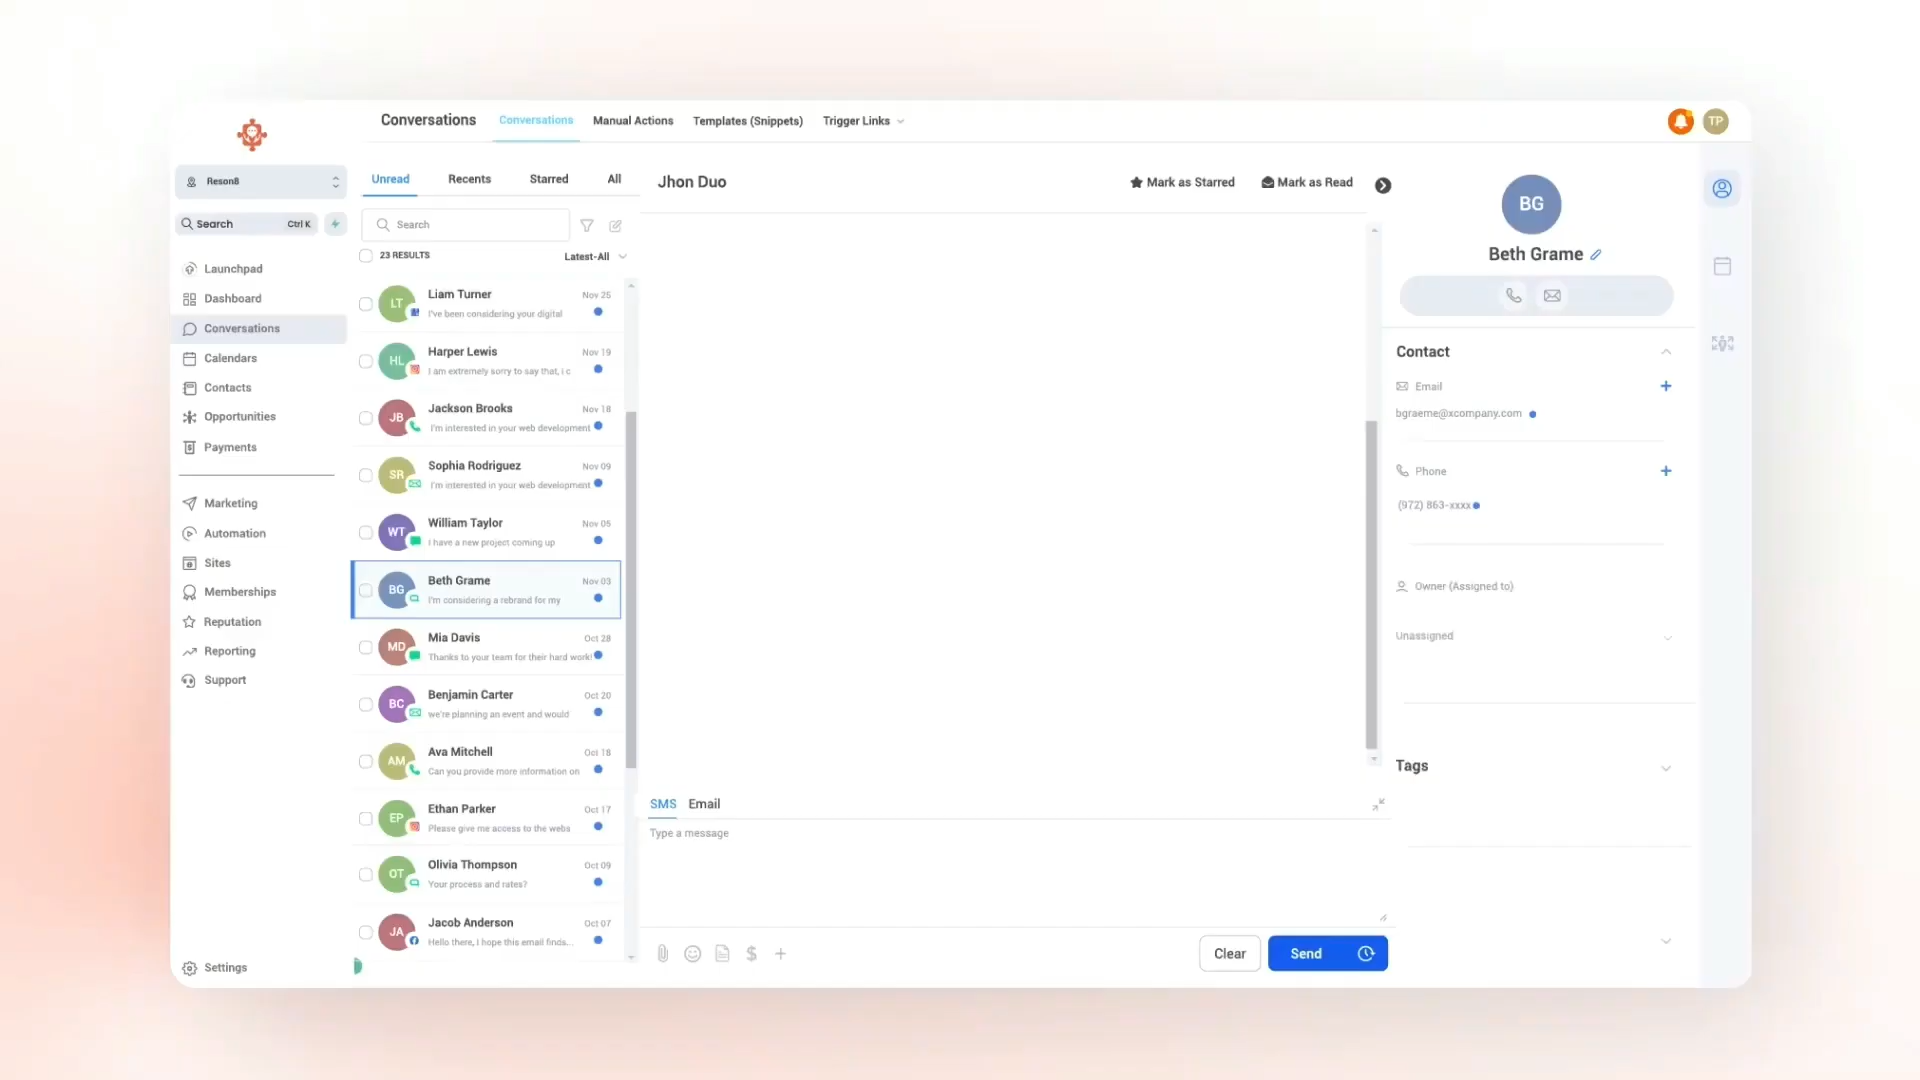 Conversations
Conversations
Manual Actions
Templates (Snippets)
Trigger Links
TP
Reson8
Search
Ctrl K
Launchpad
Dashboard
Conversations
Calendars
Contacts
Opportunities
Payments
Marketing
Automation
Sites
Memberships
Reputation
Reporting
Support
Settings
Unread
Recents
Starred
All
Search
23 RESULTS
Latest-All
LT
Liam Turner
Nov 25
I've been considering your digital
HL
Harper Lewis
Nov 19
I am extremely sorry to say that, i c
JB
Jackson Brooks
Nov 18
I'm interested in your web development
SR
Sophia Rodriguez
Nov 09
I'm interested in your web development
WT
William Taylor
Nov 05
I have a new project coming up
BG
Beth Grame
Nov 03
I'm considering a rebrand for my
MD
Mia Davis
Oct 28
Thanks to your team for their hard work!
BC
Benjamin Carter
Oct 20
we're planning an event and would
AM
Ava Mitchell
Oct 18
Can you provide more information on
EP
Ethan Parker
Oct 17
Please give me access to the webs
OT
Olivia Thompson
Oct 09
Your process and rates?
JA
Jacob Anderson
Oct 07
Hello there, I hope this email finds...
Jhon Duo
Mark as Starred
Mark as Read
SMS
Email
Type a message
Clear
Send
BG
Beth Grame
Contact
Email
bgraeme@xcompany.com
Phone
(972) 863-xxxx
Owner (Assigned to)
Unassigned
Tags